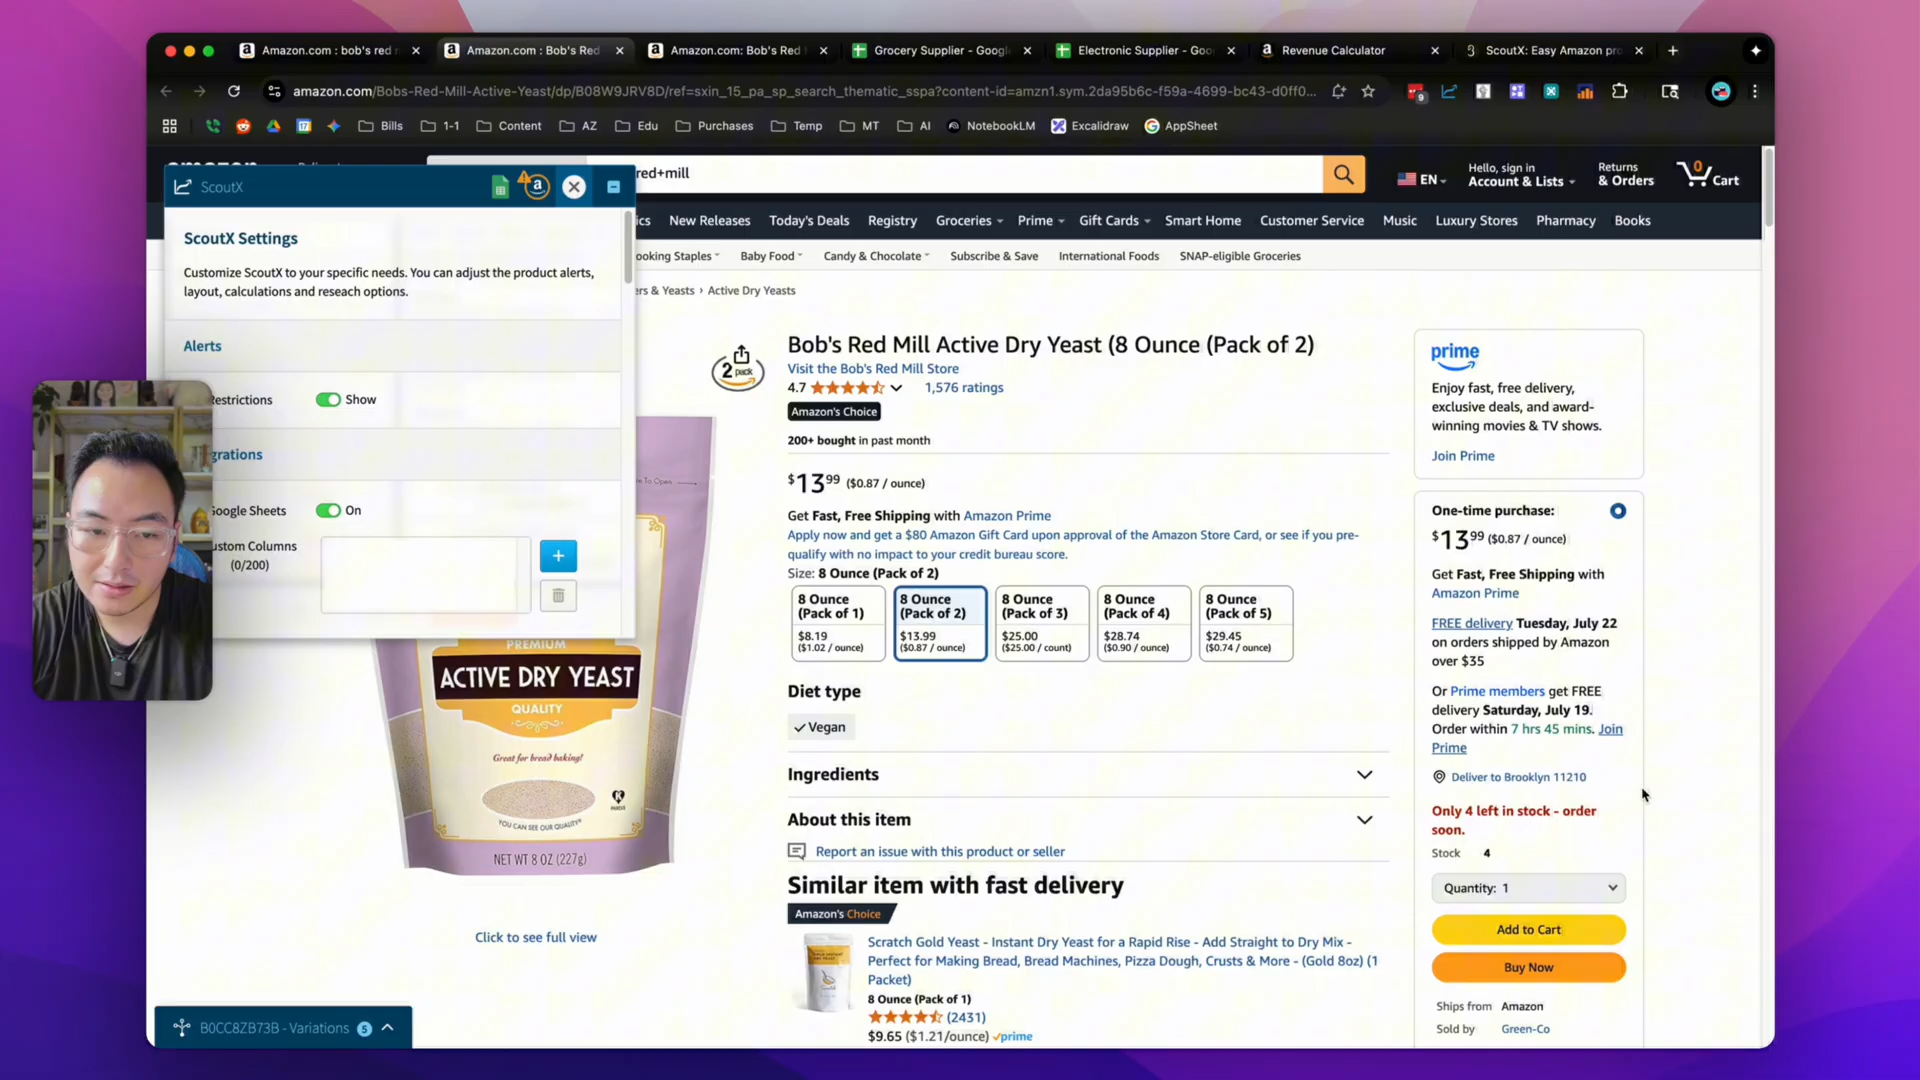 Amazon.com : bob's red
Amazon.com : Bob's Red
Amazon.com: Bob's Red
Grocery Supplier - Googl
Electronic Supplier - Goo
Revenue Calculator
ScoutX: Easy Amazon pro
amazon.com/Bobs-Red-Mill-Active-Yeast/dp/B08W9JRV8D/ref=sxin_15_pa_sp_search_thematic_sspa?content-id=amzn1.sym.2da95b6c-f59a-4699-bc43-d0ff0...
9
17
Bills
1-1
Content
AZ
Edu
Purchases
Temp
MT
AI
NotebookLM
Excalidraw
AppSheet
red+mill
EN
Hello, sign in
Account & Lists
Returns
& Orders
0
Cart
ics
New Releases
Today's Deals
Registry
Groceries
Prime
Gift Cards
Smart Home
Customer Service
Music
Luxury Stores
Pharmacy
Books
ooking Staples
Baby Food
Candy & Chocolate
Subscribe & Save
International Foods
SNAP-eligible Groceries
ers & Yeasts › Active Dry Yeasts
ScoutX
ScoutX Settings
Customize ScoutX to your specific needs. You can adjust the product alerts,
layout, calculations and reseach options.
Alerts
Restrictions
Show
grations
Google Sheets
On
ustom Columns
(0/200)
2 pack
To Open
PREMIUM
ACTIVE DRY YEAST
QUALITY
Great for bread baking!
YOU CAN SEE OUR QUALITY
NET WT 8 OZ (227g)
Click to see full view
B0CC8ZB73B - Variations 5
Bob's Red Mill Active Dry Yeast (8 Ounce (Pack of 2)
Visit the Bob's Red Mill Store
4.7
1,576 ratings
Amazon's Choice
200+ bought in past month
$13 99 ($0.87 / ounce)
Get Fast, Free Shipping with Amazon Prime
Apply now and get a $80 Amazon Gift Card upon approval of the Amazon Store Card, or see if you pre-
qualify with no impact to your credit bureau score.
Size: 8 Ounce (Pack of 2)
8 Ounce
(Pack of 1)
$8.19
($1.02 / ounce)
8 Ounce
(Pack of 2)
$13.99
($0.87 / ounce)
8 Ounce
(Pack of 3)
$25.00
($25.00 / count)
8 Ounce
(Pack of 4)
$28.74
($0.90 / ounce)
8 Ounce
(Pack of 5)
$29.45
($0.74 / ounce)
Diet type
Vegan
Ingredients
About this item
Report an issue with this product or seller
Similar item with fast delivery
Amazon's Choice
Scratch Gold Yeast - Instant Dry Yeast for a Rapid Rise - Add Straight to Dry Mix -
Perfect for Making Bread, Bread Machines, Pizza Dough, Crusts & More - (Gold 8oz) (1
Packet)
8 Ounce (Pack of 1)
(2431)
$9.65 ($1.21/ounce) prime
prime
Enjoy fast, free delivery,
exclusive deals, and award-
winning movies & TV shows.
Join Prime
One-time purchase:
$13 99 ($0.87 / ounce)
Get Fast, Free Shipping with
Amazon Prime
FREE delivery Tuesday, July 22
on orders shipped by Amazon
over $35
Or Prime members get FREE
delivery Saturday, July 19.
Order within 7 hrs 45 mins. Join
Prime
Deliver to Brooklyn 11210
Only 4 left in stock - order
soon.
Stock 4
Quantity: 1
Add to Cart
Buy Now
Ships from Amazon
Sold by Green-Co